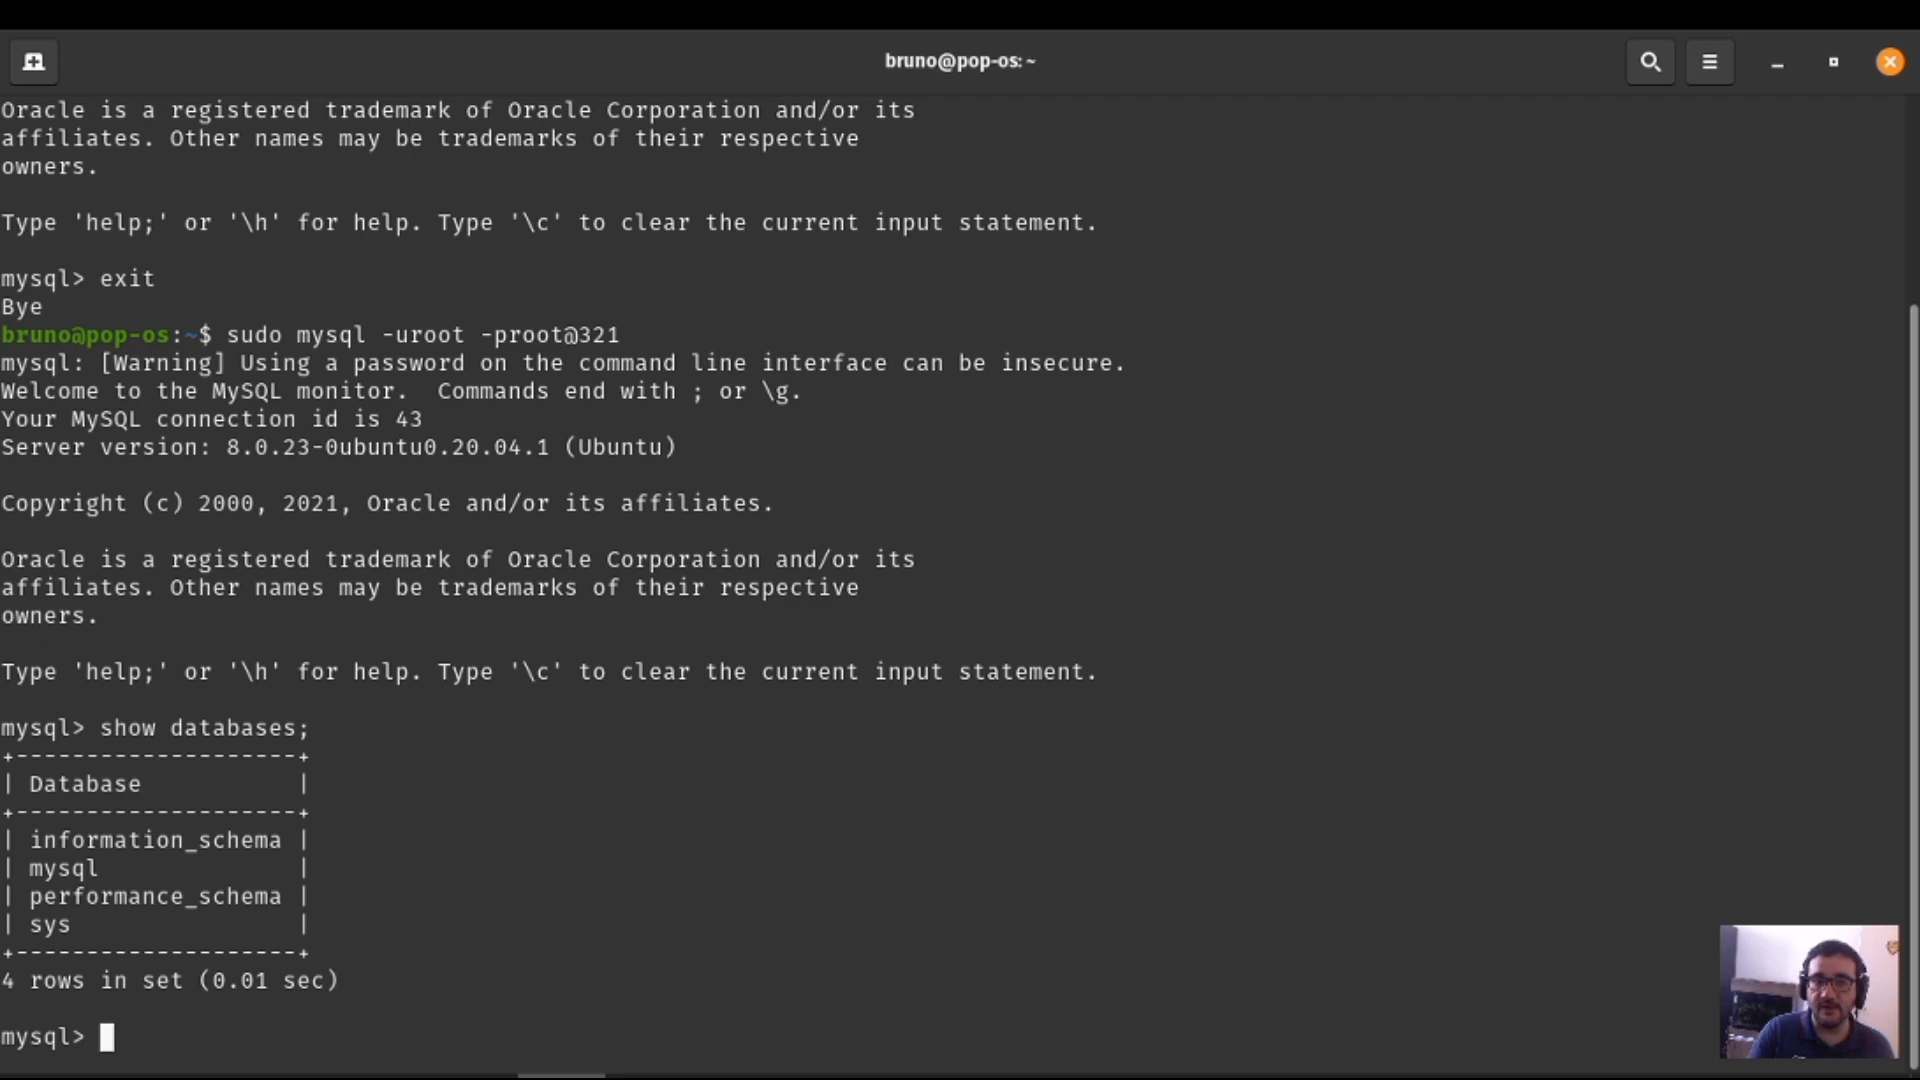 bruno@pop-os: ~
Oracle is a registered trademark of Oracle Corporation and/or its
affiliates. Other names may be trademarks of their respective
owners.
Type 'help;' or '\h' for help. Type '\c' to clear the current input statement.
mysql> exit
Bye
bruno@pop-os:~$ sudo mysql -uroot -proot@321
mysql: [Warning] Using a password on the command line interface can be insecure.
Welcome to the MySQL monitor.  Commands end with ; or \g.
Your MySQL connection id is 43
Server version: 8.0.23-0ubuntu0.20.04.1 (Ubuntu)
Copyright (c) 2000, 2021, Oracle and/or its affiliates.
Oracle is a registered trademark of Oracle Corporation and/or its
affiliates. Other names may be trademarks of their respective
owners.
Type 'help;' or '\h' for help. Type '\c' to clear the current input statement.
mysql> show databases;
+--------------------+
| Database           |
+--------------------+
| information_schema |
| mysql              |
| performance_schema |
| sys                |
+--------------------+
4 rows in set (0.01 sec)
mysql>